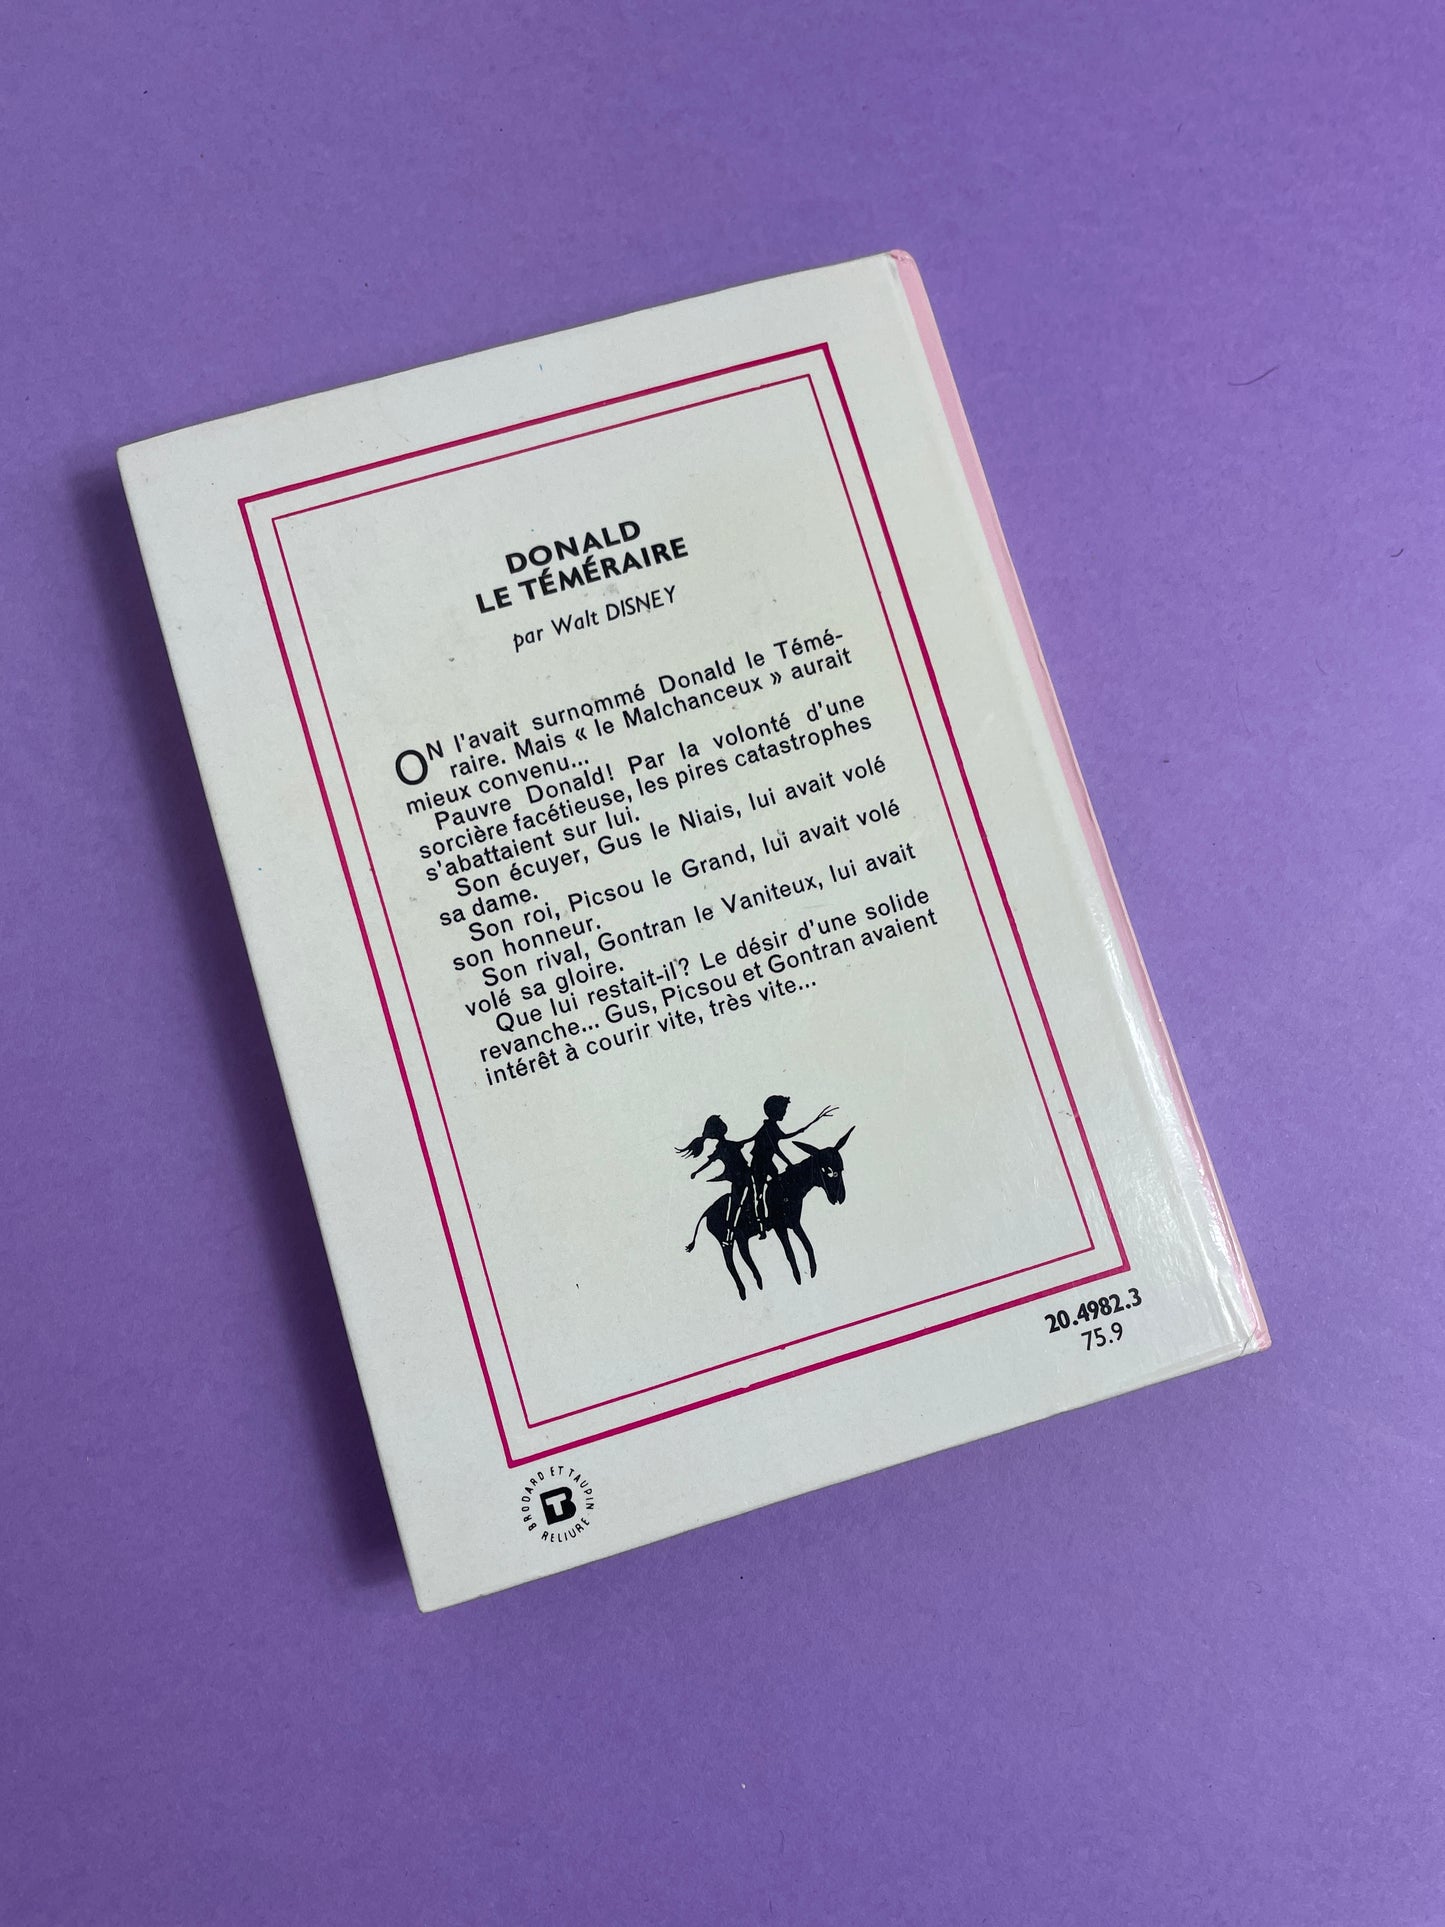 DONALD
LE TÉMÉRAIRE
par Walt DISNEY
ON l'avait surnommé Donald le Témé-
raire. Mais « le Malchanceux » aurait
mieux convenu...
Pauvre Donald! Par la volonté d'une
sorcière facétieuse, les pires catastrophes
s'abattaient sur lui.
Son écuyer, Gus le Niais, lui avait volé
sa dame.
Son roi, Picsou le Grand, lui avait volé
son honneur.
Son rival, Gontran le Vaniteux, lui avait
volé sa gloire.
Que lui restait-il? Le désir d'une solide
revanche... Gus, Picsou et Gontran avaient
intérêt à courir vite, très vite...
20.4982.3
75.9
BRODARD ET TAUPIN
BT
RELIURE